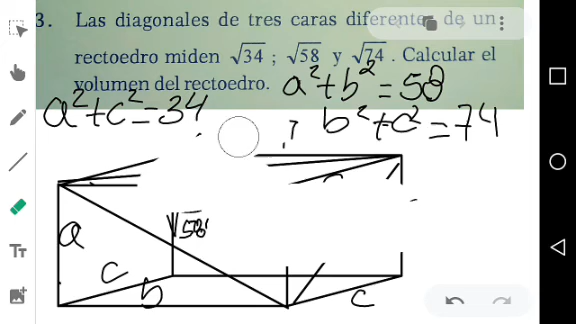 3. Las diagonales de tres caras diferentes de un
rectoedro miden √34 ; √58 y √74 . Calcular el
volumen del rectoedro.
a²+b²=58
a²+c²=34
b²+c²=74
√58
a
c
b
c
Tт